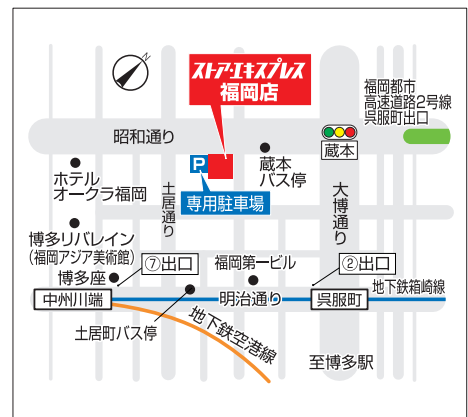 N
ストア・エキスプレス
福岡店
福岡都市
高速道路2号線
呉服町出口
昭和通り
蔵本
P
蔵本
バス停
ホテル
オークラ福岡
専用駐車場
土居通り
大博通り
博多リバレイン
(福岡アジア美術館)
⑦出口
福岡第一ビル
②出口
博多座
地下鉄箱崎線
中州川端
明治通り
呉服町
土居町バス停
地下鉄空港線
至博多駅